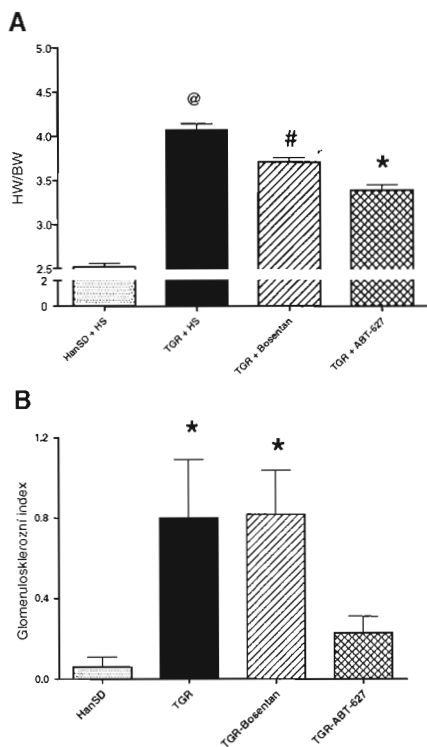 A
5.0
4.5
4.0
3.5
3.0
2.5
2
0
HW/BW
@
#
*
HanSD + HS
TGR + HS
TGR + Bosentan
TGR + ABT-627
B
1.2
0.8
0.4
0.0
Glomerulosklerozní index
*
*
HanSD
TGR
TGR-Bosentan
TGR-ABT-627